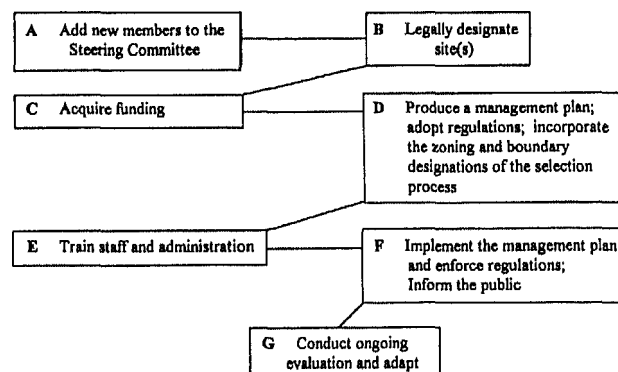 A Add new members to the
Steering Committee
B Legally designate
site(s)
C Acquire funding
D Produce a management plan;
adopt regulations; incorporate
the zoning and boundary
designations of the selection
process
E Train staff and administration
F Implement the management plan
and enforce regulations;
Inform the public
G Conduct ongoing
evaluation and adapt